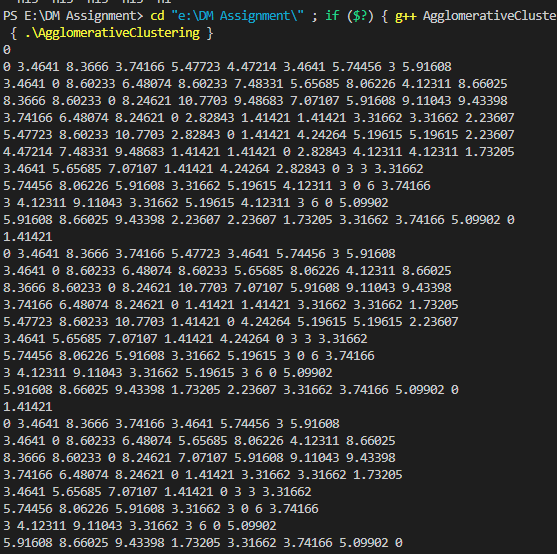 PS E:\DM Assignment> cd "e:\DM Assignment\" ; if ($?) { g++ AgglomerativeCluste
{ .\AgglomerativeClustering }
0
0 3.4641 8.3666 3.74166 5.47723 4.47214 3.4641 5.74456 3 5.91608
3.4641 0 8.60233 6.48074 8.60233 7.48331 5.65685 8.06226 4.12311 8.66025
8.3666 8.60233 0 8.24621 10.7703 9.48683 7.07107 5.91608 9.11043 9.43398
3.74166 6.48074 8.24621 0 2.82843 1.41421 1.41421 3.31662 3.31662 2.23607
5.47723 8.60233 10.7703 2.82843 0 1.41421 4.24264 5.19615 5.19615 2.23607
4.47214 7.48331 9.48683 1.41421 1.41421 0 2.82843 4.12311 4.12311 1.73205
3.4641 5.65685 7.07107 1.41421 4.24264 2.82843 0 3 3 3.31662
5.74456 8.06226 5.91608 3.31662 5.19615 4.12311 3 0 6 3.74166
3 4.12311 9.11043 3.31662 5.19615 4.12311 3 6 0 5.09902
5.91608 8.66025 9.43398 2.23607 2.23607 1.73205 3.31662 3.74166 5.09902 0
1.41421
0 3.4641 8.3666 3.74166 5.47723 3.4641 5.74456 3 5.91608
3.4641 0 8.60233 6.48074 8.60233 5.65685 8.06226 4.12311 8.66025
8.3666 8.60233 0 8.24621 10.7703 7.07107 5.91608 9.11043 9.43398
3.74166 6.48074 8.24621 0 1.41421 1.41421 3.31662 3.31662 1.73205
5.47723 8.60233 10.7703 1.41421 0 4.24264 5.19615 5.19615 2.23607
3.4641 5.65685 7.07107 1.41421 4.24264 0 3 3 3.31662
5.74456 8.06226 5.91608 3.31662 5.19615 3 0 6 3.74166
3 4.12311 9.11043 3.31662 5.19615 3 6 0 5.09902
5.91608 8.66025 9.43398 1.73205 2.23607 3.31662 3.74166 5.09902 0
1.41421
0 3.4641 8.3666 3.74166 3.4641 5.74456 3 5.91608
3.4641 0 8.60233 6.48074 5.65685 8.06226 4.12311 8.66025
8.3666 8.60233 0 8.24621 7.07107 5.91608 9.11043 9.43398
3.74166 6.48074 8.24621 0 1.41421 3.31662 3.31662 1.73205
3.4641 5.65685 7.07107 1.41421 0 3 3 3.31662
5.74456 8.06226 5.91608 3.31662 3 0 6 3.74166
3 4.12311 9.11043 3.31662 3 6 0 5.09902
5.91608 8.66025 9.43398 1.73205 3.31662 3.74166 5.09902 0